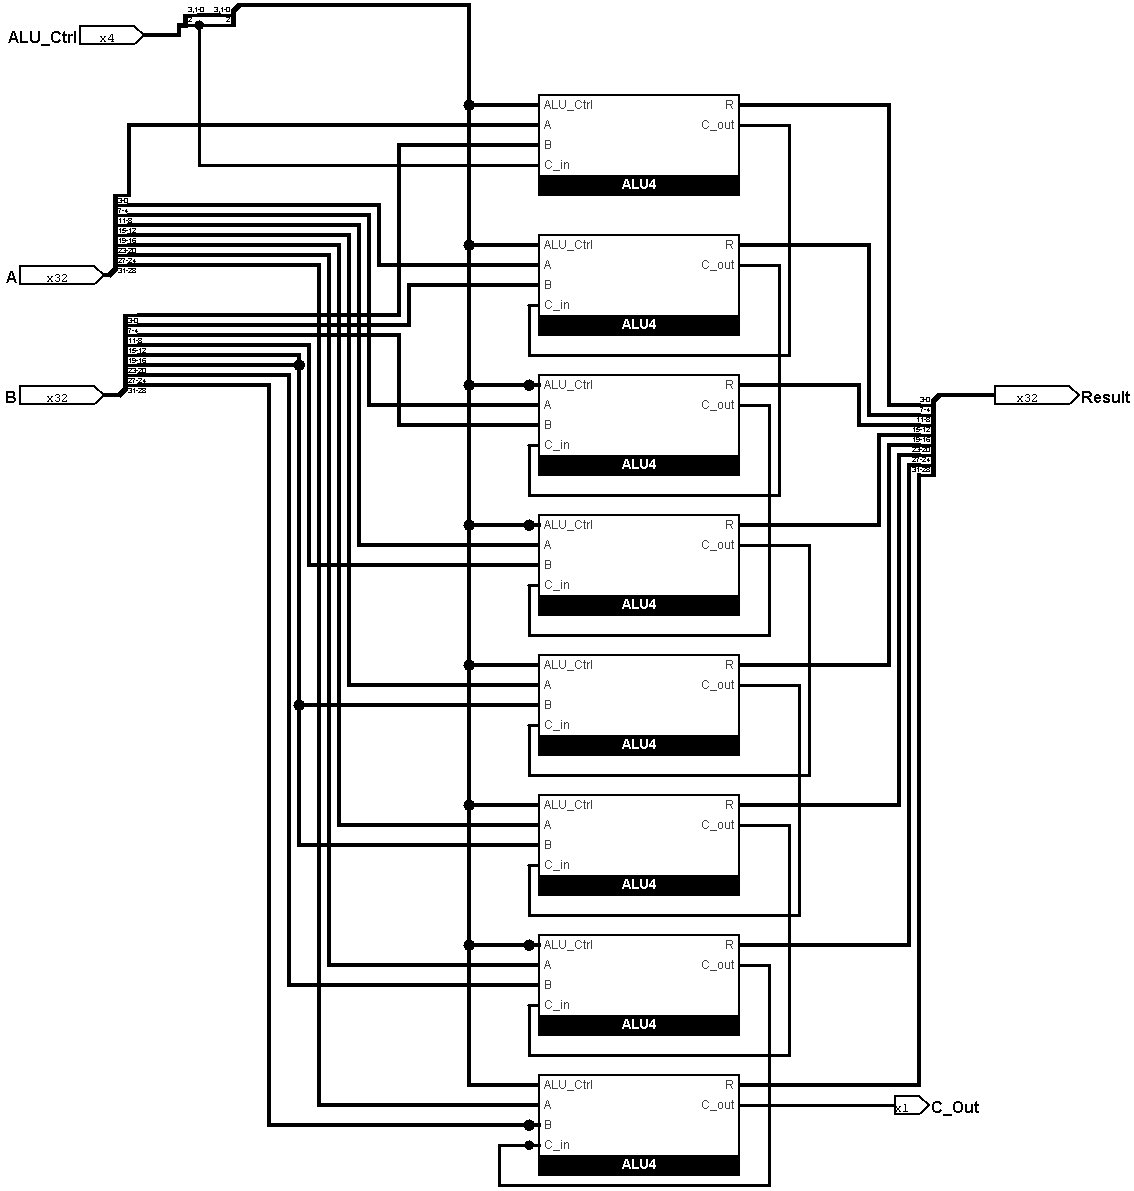 3,1-0 3,1-0
2 2
ALU_Ctrl x4
ALU_Ctrl R
A C_out
B
C_in
ALU4
3-0
7-4
11-8
15-12
19-16
23-20
27-24
31-28
A x32
ALU_Ctrl R
A C_out
B
C_in
ALU4
3-0
7-4
11-8
15-12
19-16
23-20
27-24
31-28
B x32
ALU_Ctrl R
A C_out
B
C_in
ALU4
3-0
7-4
11-8
15-12
19-16
23-20
27-24
31-28
x32 Result
ALU_Ctrl R
A C_out
B
C_in
ALU4
ALU_Ctrl R
A C_out
B
C_in
ALU4
ALU_Ctrl R
A C_out
B
C_in
ALU4
ALU_Ctrl R
A C_out
B
C_in
ALU4
ALU_Ctrl R
A C_out
B
C_in
ALU4
x1 C_Out